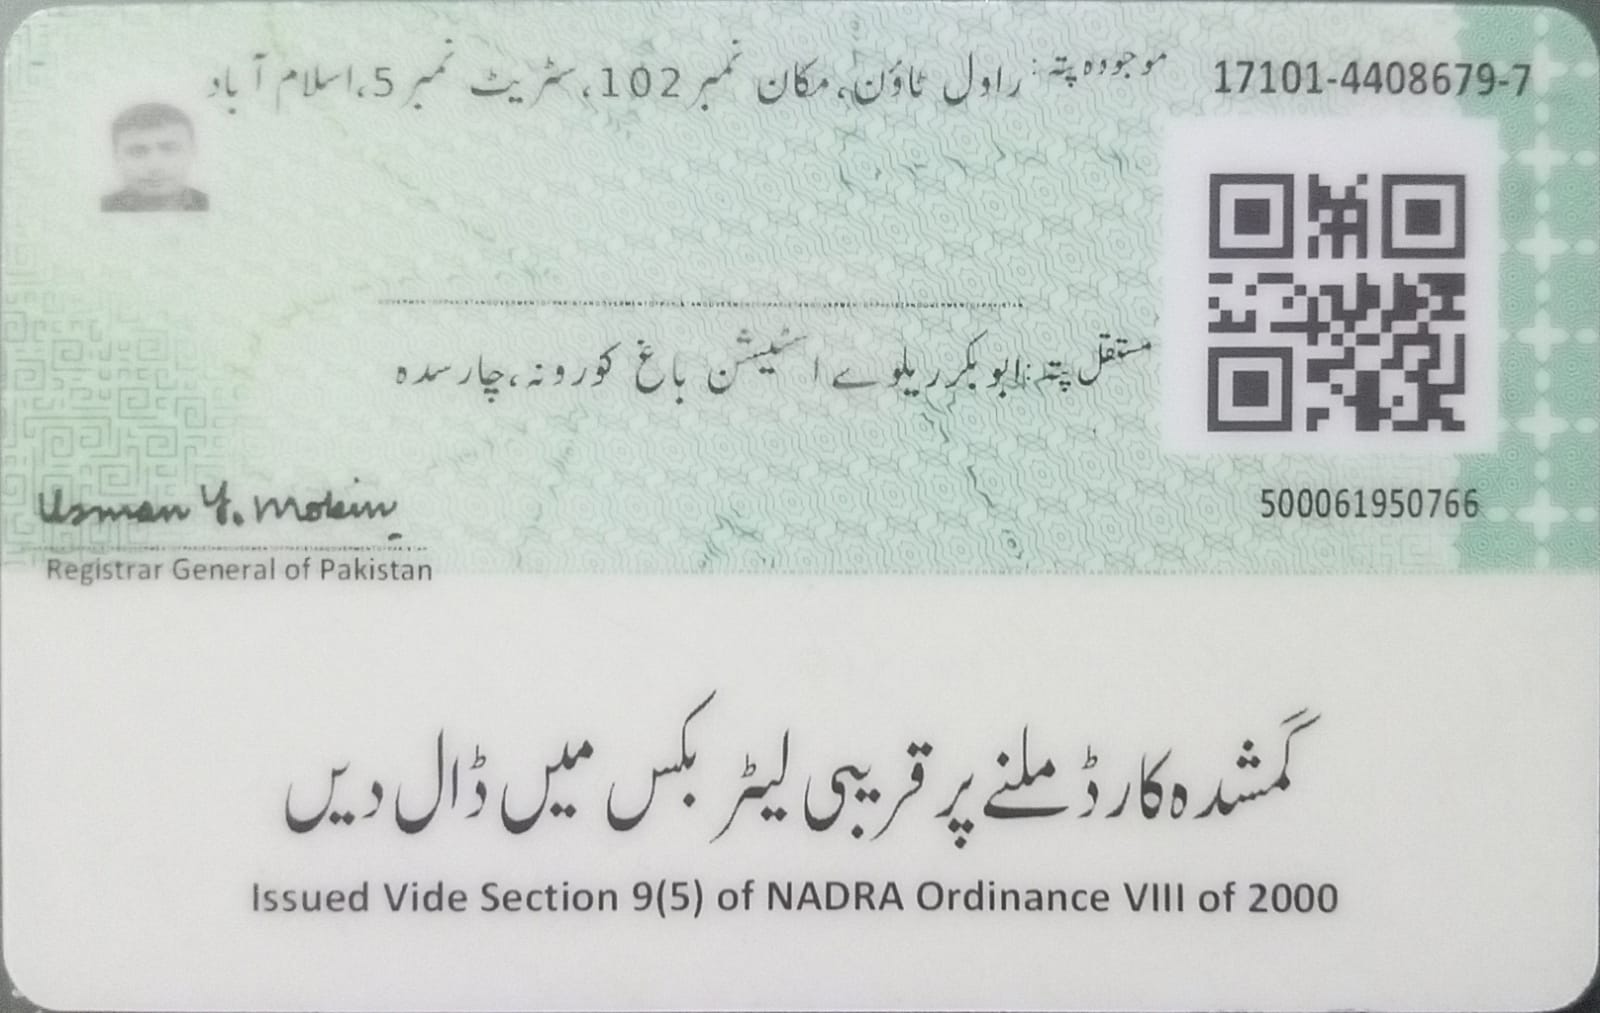 17101-4408679-7
موجودہ پتہ: راول ٹاؤن، مکان نمبر 102، سٹریٹ نمبر 5، اسلام آباد
مستقل پتہ: ابو بکر ریلوے اسٹیشن باغ کورونہ، چارسدہ
500061950766
Usman Y. Mobin
Registrar General of Pakistan
گمشدہ کارڈ ملنے پر قریبی لیٹر بکس میں ڈال دیں
Issued Vide Section 9(5) of NADRA Ordinance VIII of 2000